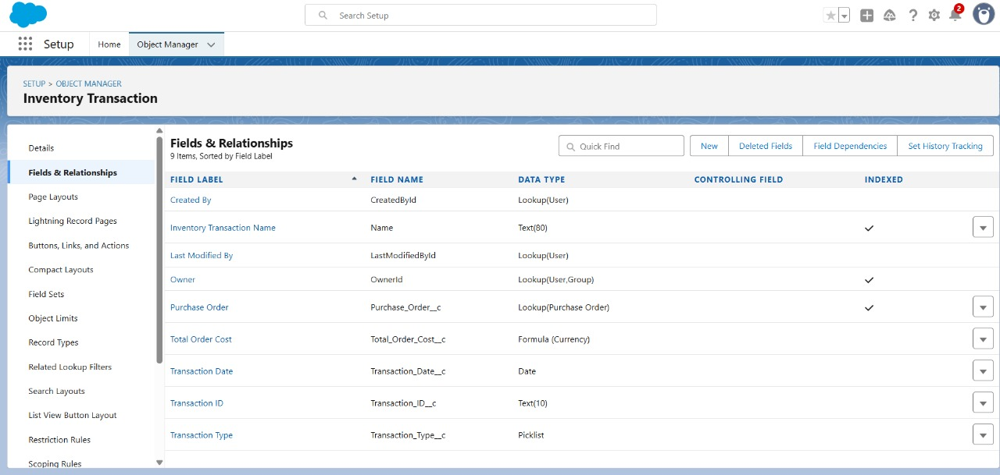 Search Setup
2
Setup
Home
Object Manager
SETUP > OBJECT MANAGER
Inventory Transaction
Details
Fields & Relationships
Page Layouts
Lightning Record Pages
Buttons, Links, and Actions
Compact Layouts
Field Sets
Object Limits
Record Types
Related Lookup Filters
Search Layouts
List View Button Layout
Restriction Rules
Scoping Rules
Fields & Relationships
9 Items, Sorted by Field Label
Quick Find
New
Deleted Fields
Field Dependencies
Set History Tracking
FIELD LABEL FIELD NAME DATA TYPE CONTROLLING FIELD INDEXED
Created By CreatedById Lookup(User)
Inventory Transaction Name Name Text(80)
Last Modified By LastModifiedById Lookup(User)
Owner OwnerId Lookup(User,Group)
Purchase Order Purchase_Order__c Lookup(Purchase Order)
Total Order Cost Total_Order_Cost__c Formula (Currency)
Transaction Date Transaction_Date__c Date
Transaction ID Transaction_ID__c Text(10)
Transaction Type Transaction_Type__c Picklist